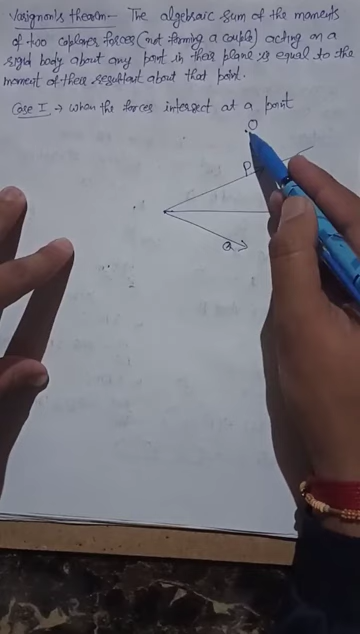 Varignon's theorem - The algebraic sum of the moments
of two coplaner forces (not forming a couple) acting on a
rigid body about any point in their plane is equal to the
moment of their resultant about that point.
Case I → when the forces intersect at a point
O
P
Q